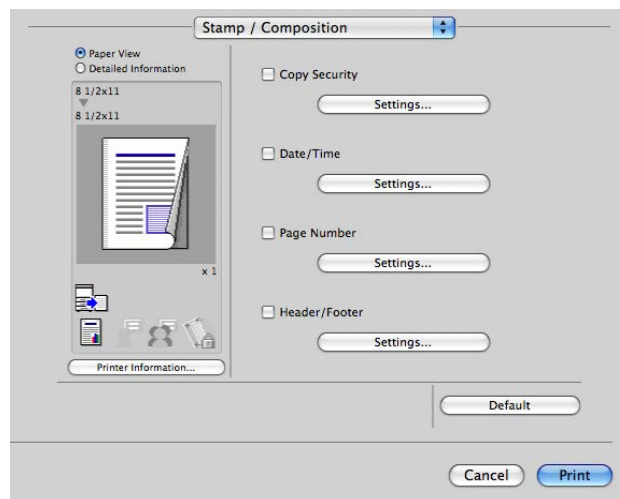 Stamp / Composition
Paper View
Detailed Information
8 1/2x11
8 1/2x11
x 1
Printer Information...
Copy Security
Settings...
Date/Time
Settings...
Page Number
Settings...
Header/Footer
Settings...
Default
Cancel
Print